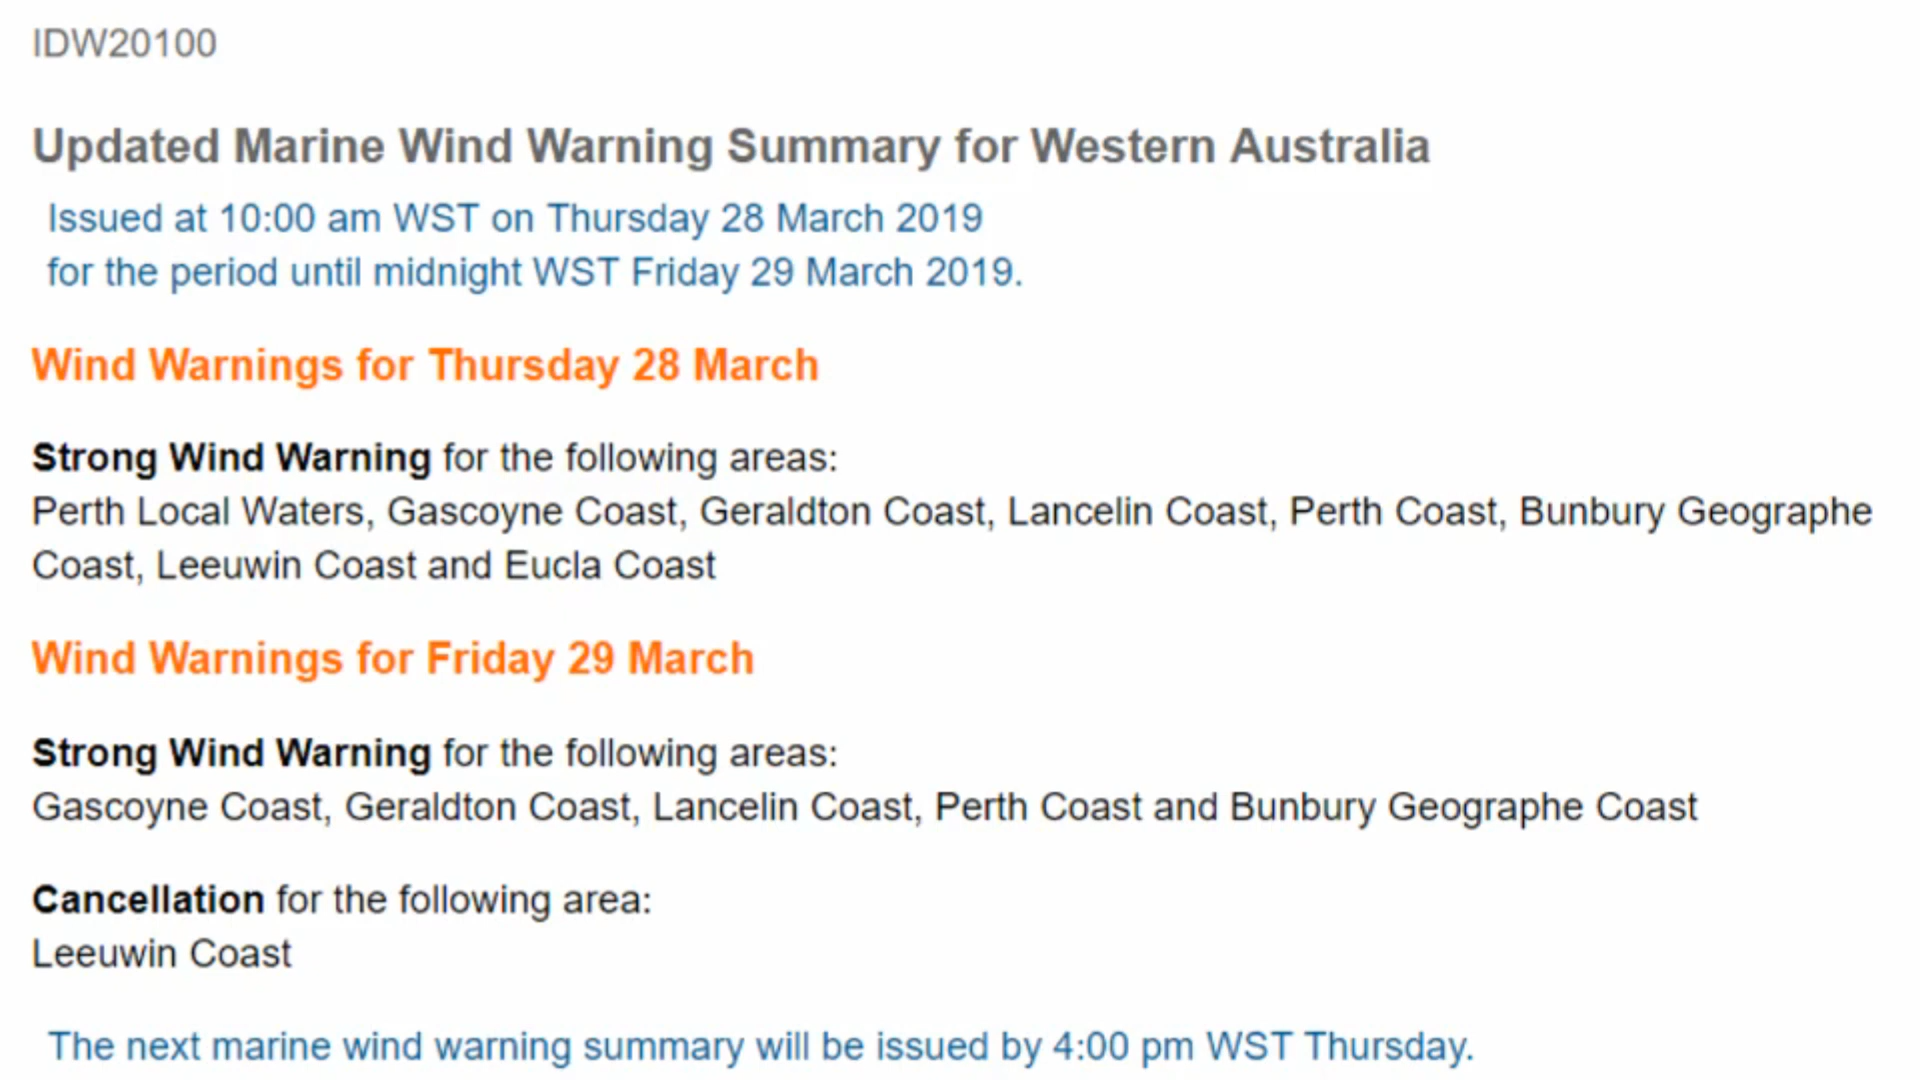 IDW20100
Updated Marine Wind Warning Summary for Western Australia
Issued at 10:00 am WST on Thursday 28 March 2019
for the period until midnight WST Friday 29 March 2019.
Wind Warnings for Thursday 28 March
Strong Wind Warning for the following areas:
Perth Local Waters, Gascoyne Coast, Geraldton Coast, Lancelin Coast, Perth Coast, Bunbury Geographe
Coast, Leeuwin Coast and Eucla Coast
Wind Warnings for Friday 29 March
Strong Wind Warning for the following areas:
Gascoyne Coast, Geraldton Coast, Lancelin Coast, Perth Coast and Bunbury Geographe Coast
Cancellation for the following area:
Leeuwin Coast
The next marine wind warning summary will be issued by 4:00 pm WST Thursday.